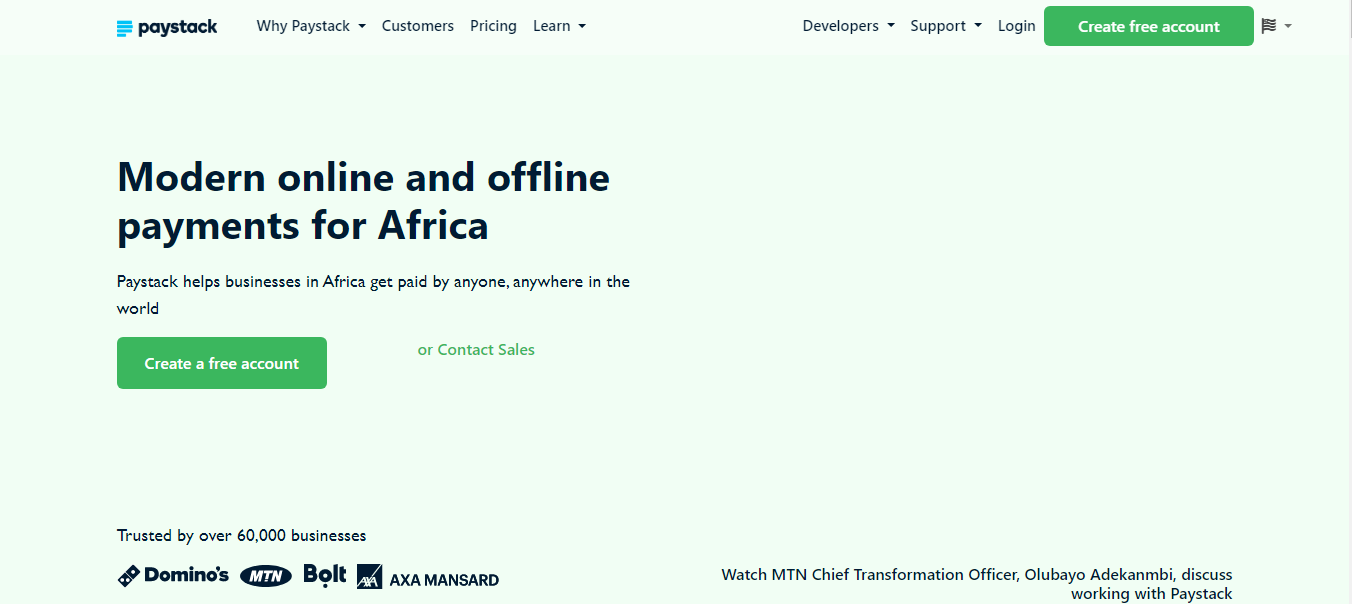 paystack Why Paystack Customers Pricing Learn Developers Support Login Create free account
Modern online and offline
payments for Africa
Paystack helps businesses in Africa get paid by anyone, anywhere in the
world
Create a free account or Contact Sales
Trusted by over 60,000 businesses
Domino's MTN Bolt AXA AXA MANSARD
Watch MTN Chief Transformation Officer, Olubayo Adekanmbi, discuss
working with Paystack